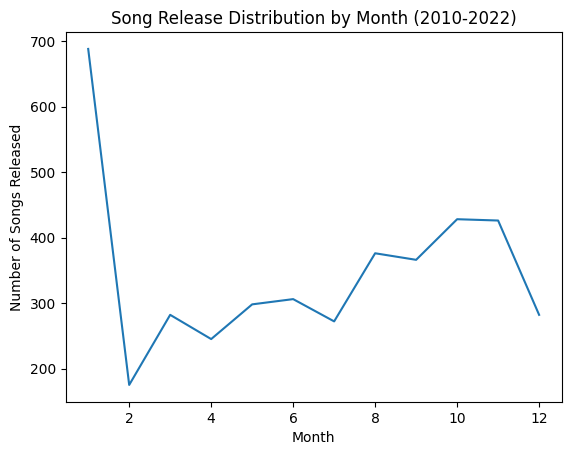 Song Release Distribution by Month (2010-2022)
700
600
500
400
300
200
Number of Songs Released
2 4 6 8 10 12
Month